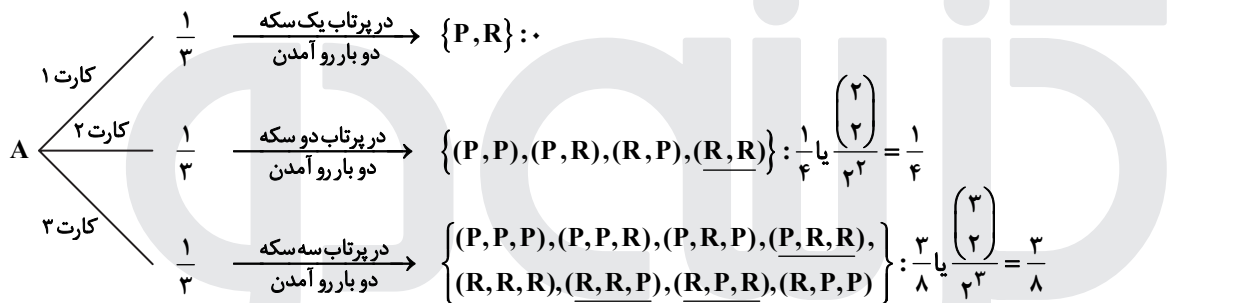 کارت ۱ ۱/۳ در پرتاب یک سکه دو بار رو آمدن {P,R}:۰
A کارت ۲ ۱/۳ در پرتاب دو سکه دو بار رو آمدن {(P,P),(P,R),(R,P),(R,R)}: ۱/۴ یا (۲ ۲)/۲^۲ = ۱/۴
کارت ۳ ۱/۳ در پرتاب سه سکه دو بار رو آمدن {(P,P,P),(P,P,R),(P,R,P),(P,R,R),
(R,R,R),(R,R,P),(R,P,R),(R,P,P)}: ۳/۸ یا (۳ ۲)/۲^۳ = ۳/۸